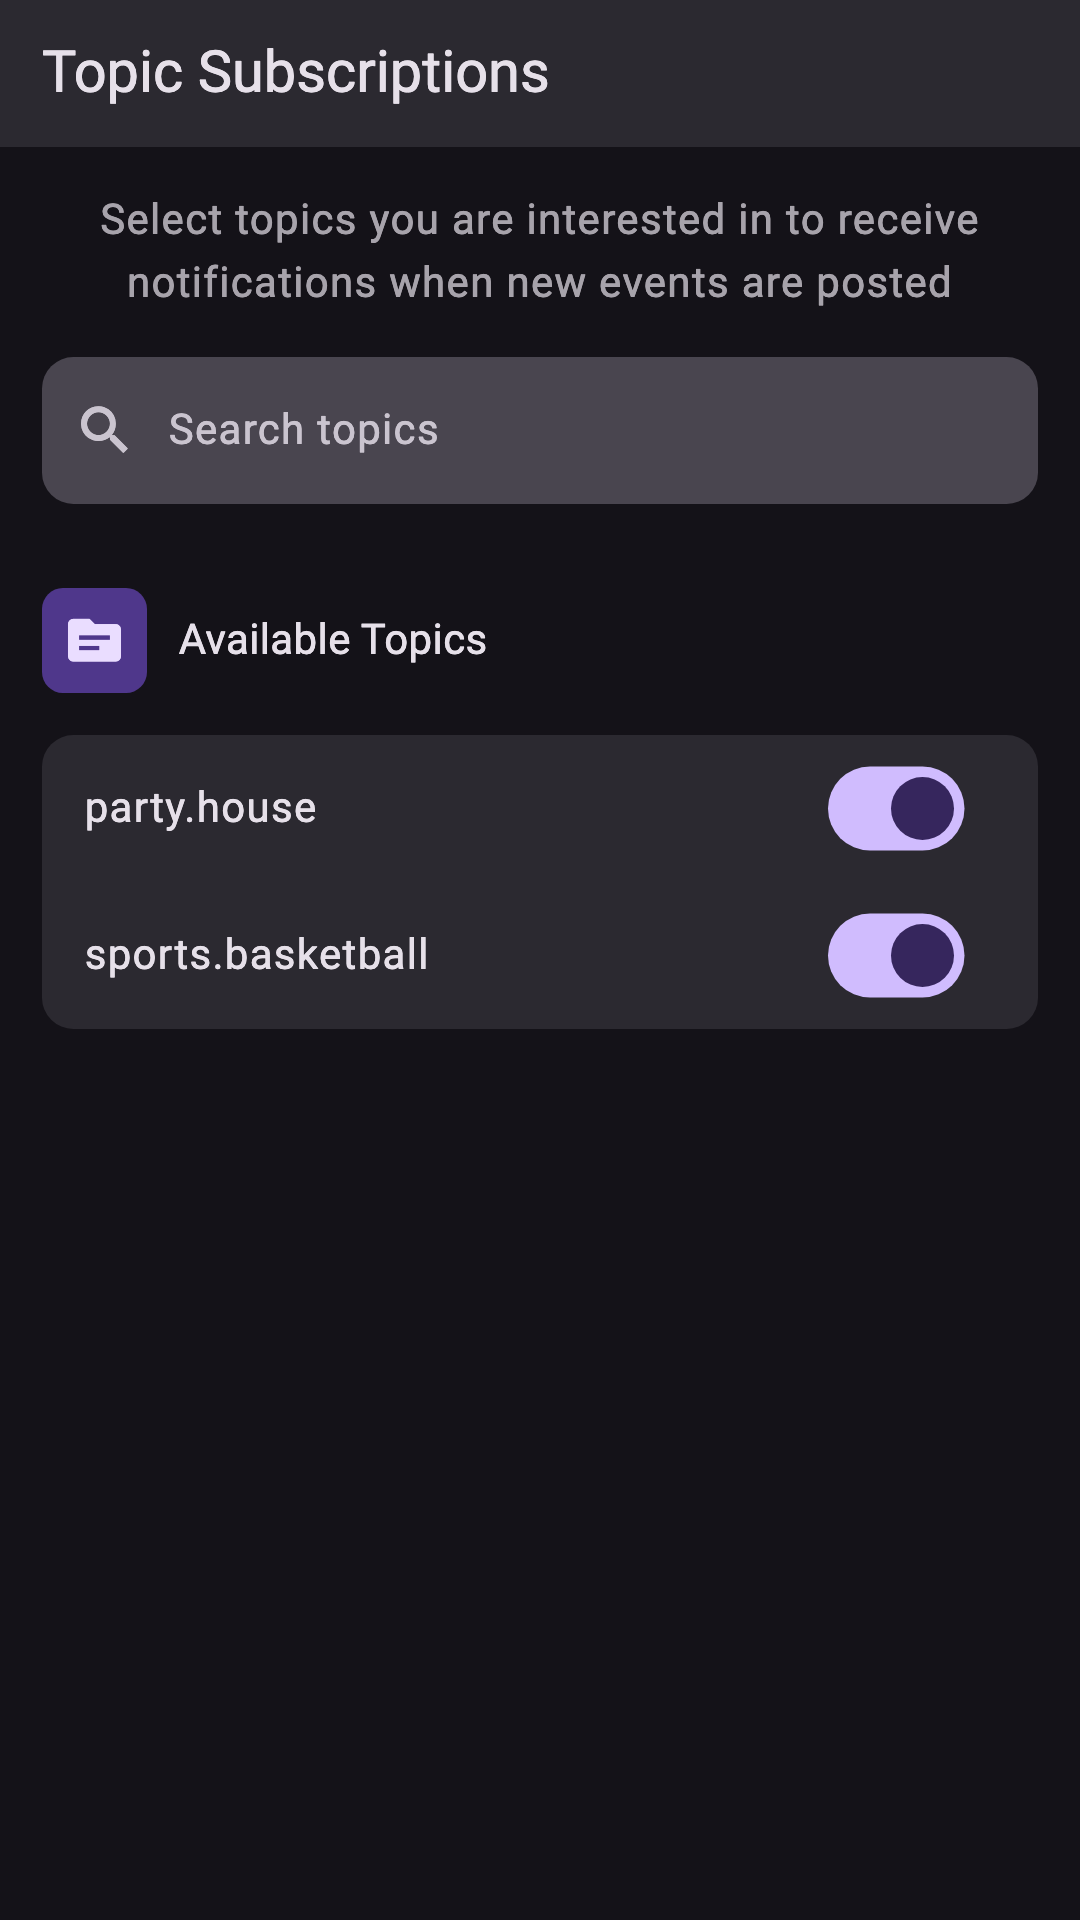 Topic Subscriptions
Select topics you are interested in to receive
notifications when new events are posted
Search topics
Available Topics
party.house
sports.basketball